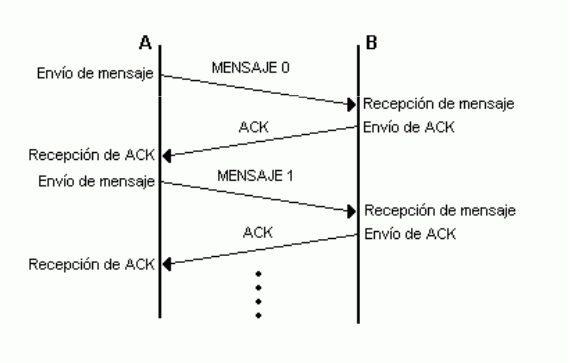 A B
Envío de mensaje MENSAJE 0
Recepción de mensaje
ACK Envío de ACK
Recepción de ACK
Envío de mensaje MENSAJE 1
Recepción de mensaje
ACK Envío de ACK
Recepción de ACK